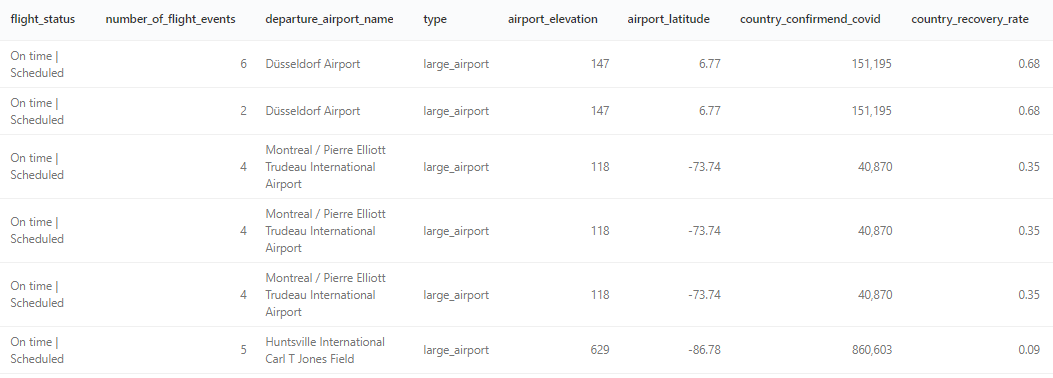 flight_status number_of_flight_events departure_airport_name type airport_elevation airport_latitude country_confirmend_covid country_recovery_rate
On time |
Scheduled 6 Düsseldorf Airport large_airport 147 6.77 151,195 0.68
On time |
Scheduled 2 Düsseldorf Airport large_airport 147 6.77 151,195 0.68
On time |
Scheduled 4 Montreal / Pierre Elliott
Trudeau International
Airport large_airport 118 -73.74 40,870 0.35
On time |
Scheduled 4 Montreal / Pierre Elliott
Trudeau International
Airport large_airport 118 -73.74 40,870 0.35
On time |
Scheduled 4 Montreal / Pierre Elliott
Trudeau International
Airport large_airport 118 -73.74 40,870 0.35
On time |
Scheduled 5 Huntsville International
Carl T Jones Field large_airport 629 -86.78 860,603 0.09